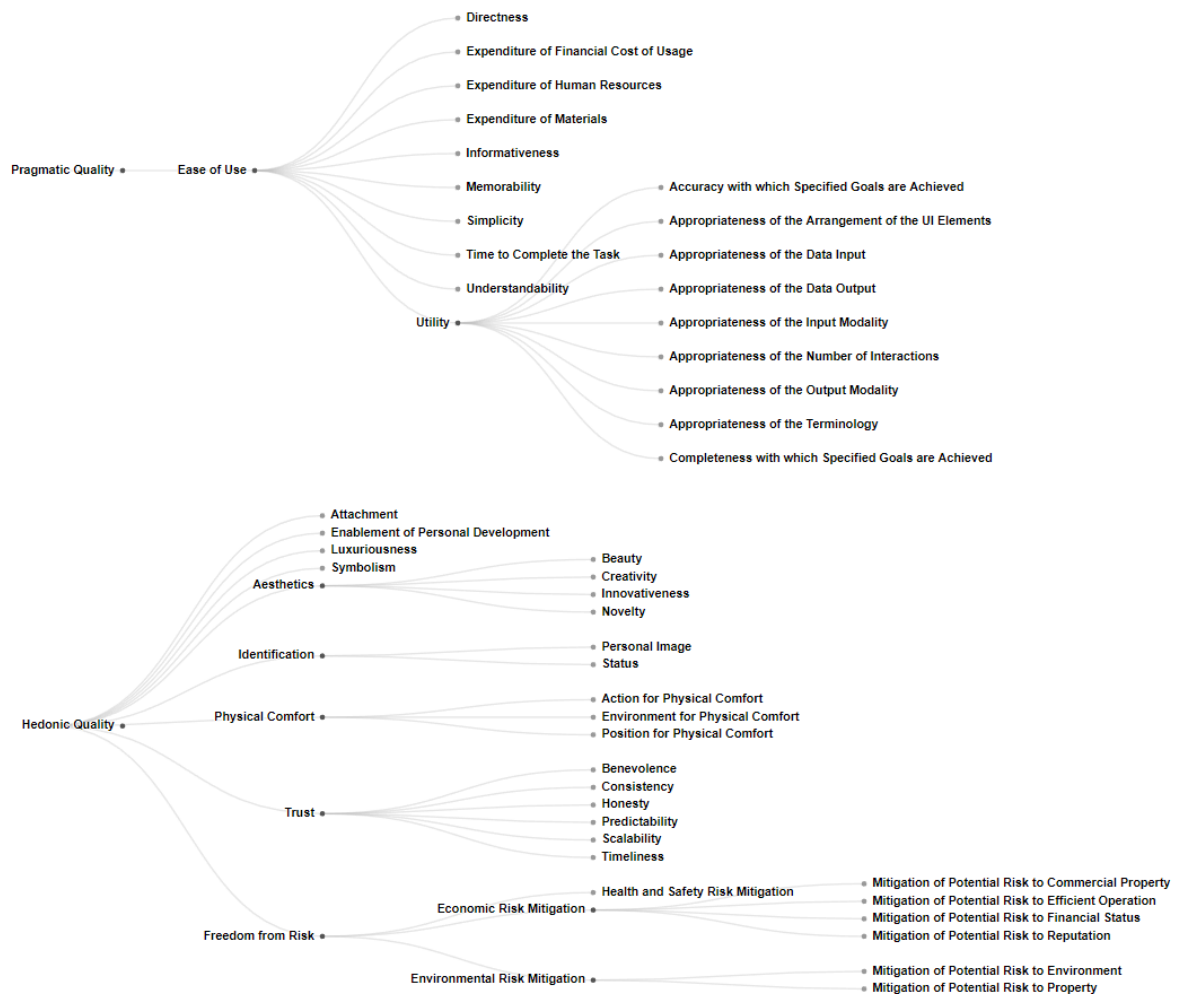 Directness
Expenditure of Financial Cost of Usage
Expenditure of Human Resources
Expenditure of Materials
Informativeness
Pragmatic Quality
Ease of Use
Memorability
Accuracy with which Specified Goals are Achieved
Simplicity
Appropriateness of the Arrangement of the UI Elements
Time to Complete the Task
Appropriateness of the Data Input
Understandability
Appropriateness of the Data Output
Utility
Appropriateness of the Input Modality
Appropriateness of the Number of Interactions
Appropriateness of the Output Modality
Appropriateness of the Terminology
Completeness with which Specified Goals are Achieved
Attachment
Enablement of Personal Development
Luxuriousness
Symbolism
Aesthetics
Beauty
Creativity
Innovativeness
Novelty
Identification
Personal Image
Status
Hedonic Quality
Physical Comfort
Action for Physical Comfort
Environment for Physical Comfort
Position for Physical Comfort
Trust
Benevolence
Consistency
Honesty
Predictability
Scalability
Timeliness
Freedom from Risk
Health and Safety Risk Mitigation
Economic Risk Mitigation
Mitigation of Potential Risk to Commercial Property
Mitigation of Potential Risk to Efficient Operation
Mitigation of Potential Risk to Financial Status
Mitigation of Potential Risk to Reputation
Environmental Risk Mitigation
Mitigation of Potential Risk to Environment
Mitigation of Potential Risk to Property